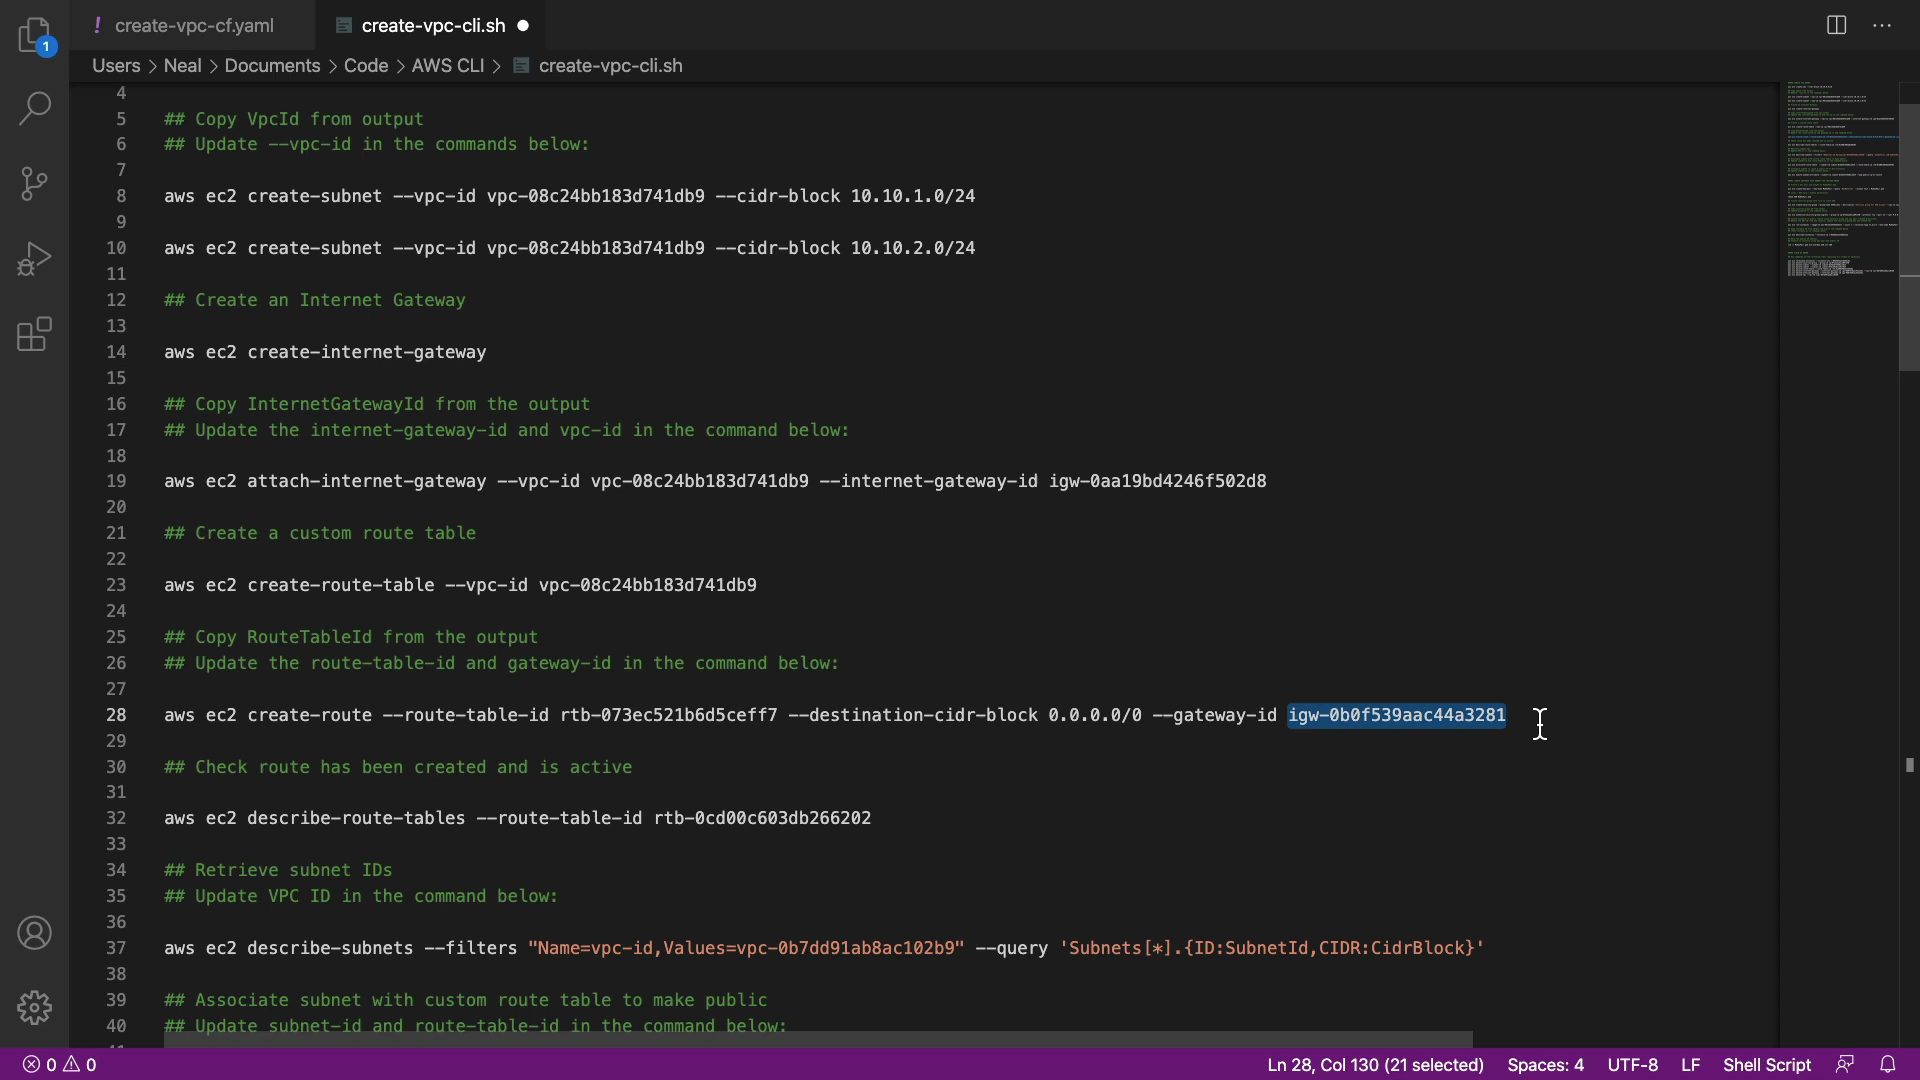 create-vpc-cf.yaml
create-vpc-cli.sh
1
Users > Neal > Documents > Code > AWS CLI > create-vpc-cli.sh
4
5 ## Copy VpcId from output
6 ## Update --vpc-id in the commands below:
7
8 aws ec2 create-subnet --vpc-id vpc-08c24bb183d741db9 --cidr-block 10.10.1.0/24
9
10 aws ec2 create-subnet --vpc-id vpc-08c24bb183d741db9 --cidr-block 10.10.2.0/24
11
12 ## Create an Internet Gateway
13
14 aws ec2 create-internet-gateway
15
16 ## Copy InternetGatewayId from the output
17 ## Update the internet-gateway-id and vpc-id in the command below:
18
19 aws ec2 attach-internet-gateway --vpc-id vpc-08c24bb183d741db9 --internet-gateway-id igw-0aa19bd4246f502d8
20
21 ## Create a custom route table
22
23 aws ec2 create-route-table --vpc-id vpc-08c24bb183d741db9
24
25 ## Copy RouteTableId from the output
26 ## Update the route-table-id and gateway-id in the command below:
27
28 aws ec2 create-route --route-table-id rtb-073ec521b6d5ceff7 --destination-cidr-block 0.0.0.0/0 --gateway-id igw-0b0f539aac44a3281
29
30 ## Check route has been created and is active
31
32 aws ec2 describe-route-tables --route-table-id rtb-0cd00c603db266202
33
34 ## Retrieve subnet IDs
35 ## Update VPC ID in the command below:
36
37 aws ec2 describe-subnets --filters "Name=vpc-id,Values=vpc-0b7dd91ab8ac102b9" --query 'Subnets[*].{ID:SubnetId,CIDR:CidrBlock}'
38
39 ## Associate subnet with custom route table to make public
40 ## Update subnet-id and route-table-id in the command below:
0 0
Ln 28, Col 130 (21 selected) Spaces: 4 UTF-8 LF Shell Script